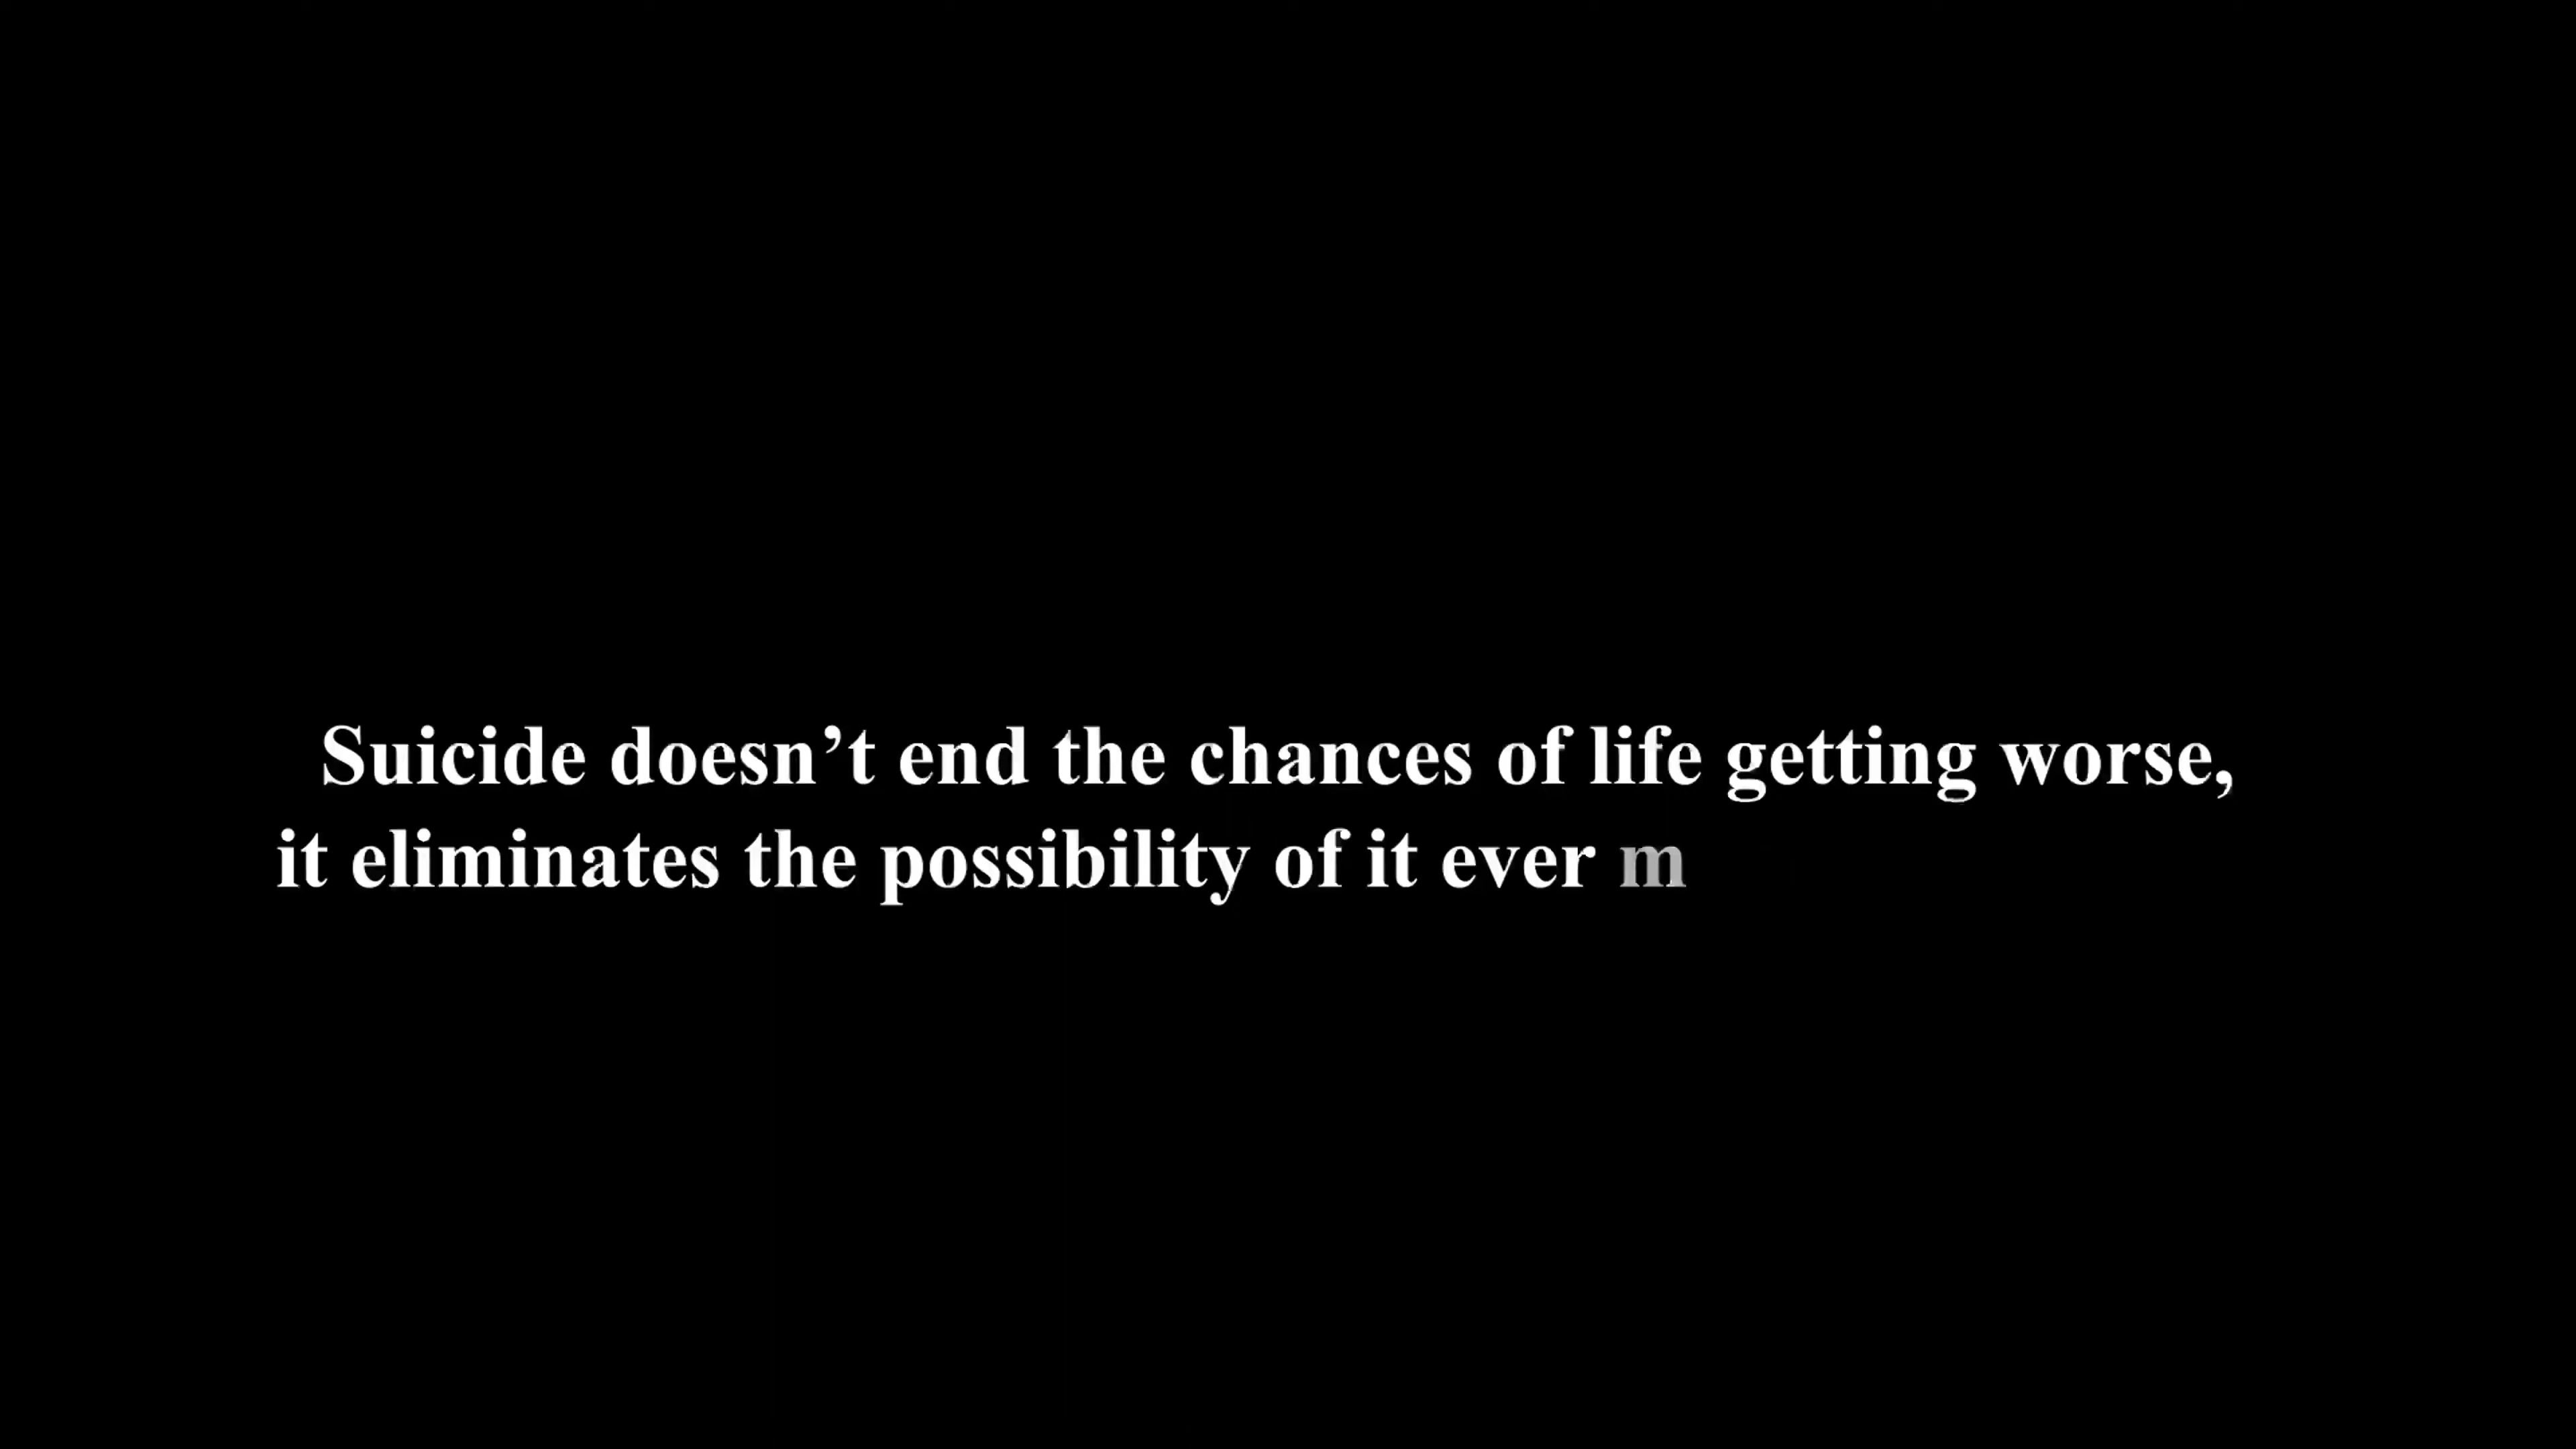 Suicide doesn’t end the chances of life getting worse,
it eliminates the possibility of it ever m